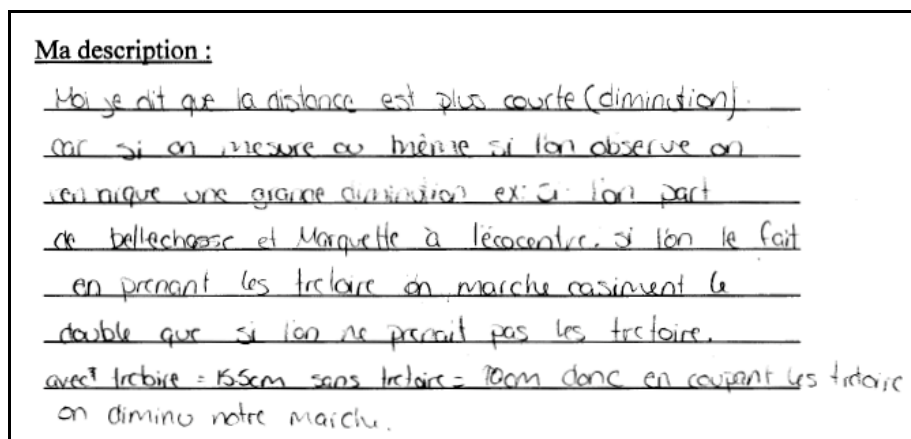 Ma description :
Moi je dit que la distance est plus courte (diminution).
car si on mesure ou même si l'on observe on
une grande diminution ex: si l'on part
de bellechasse et Marquette à l'écocentre. si l'on le fait
en prenant les trotoire on marche casiment le
double que si l'on ne prenait pas les trotoire.
avec trotoire = 15.5cm sans trotoire = 10cm donc en coupant les trotoire
on diminu notre marche.